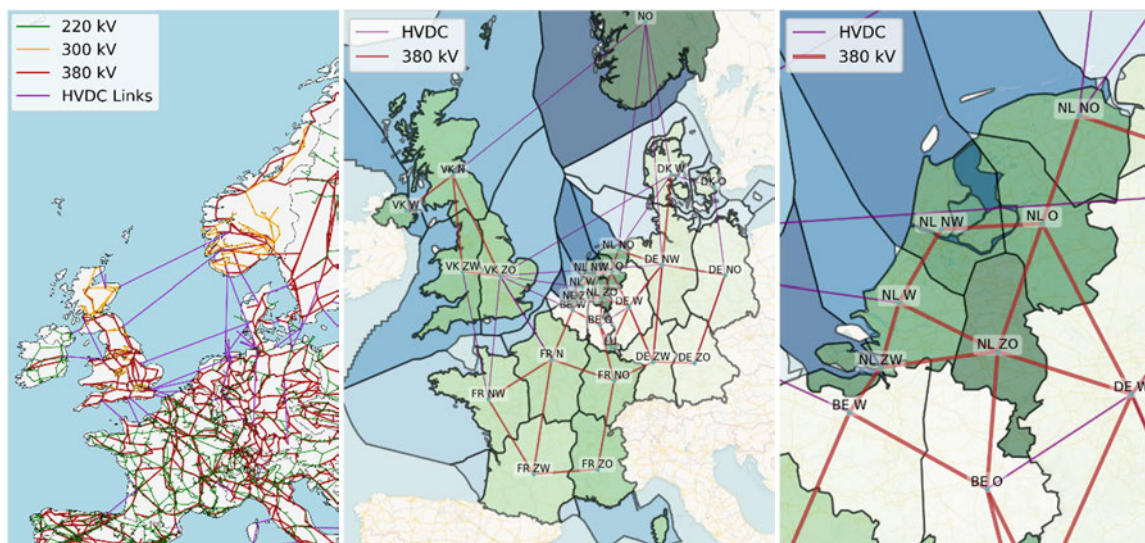 220 kV
300 kV
380 kV
HVDC Links
HVDC
380 kV
NO
VK N
VK W
DK W
DK O
VK ZW
VK ZO
NL NO
NL NW
DE NW
DE NO
NL W
NL ZO
DE W
BE W
BE O
LU
FR N
DE ZW
DE ZO
FR NO
FR NW
FR ZW
FR ZO
HVDC
380 kV
NL NO
NL NW
NL O
NL W
NL ZO
NL ZW
DE W
BE W
BE O